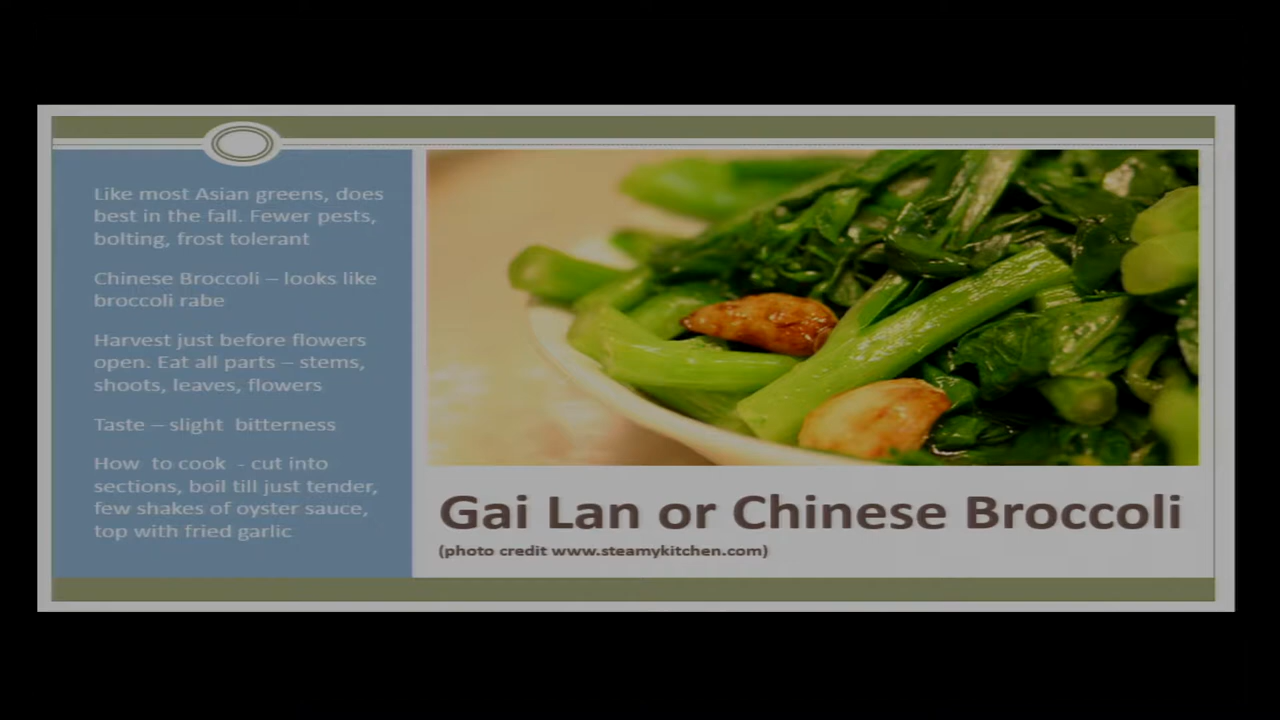 Like most Asian greens, does
best in the fall. Fewer pests,
bolting, frost tolerant
Chinese Broccoli – looks like
broccoli rabe
Harvest just before flowers
open. Eat all parts – stems,
shoots, leaves, flowers
Taste – slight bitterness
How to cook - cut into
sections, boil till just tender,
few shakes of oyster sauce,
top with fried garlic
Gai Lan or Chinese Broccoli
(photo credit www.steamykitchen.com)